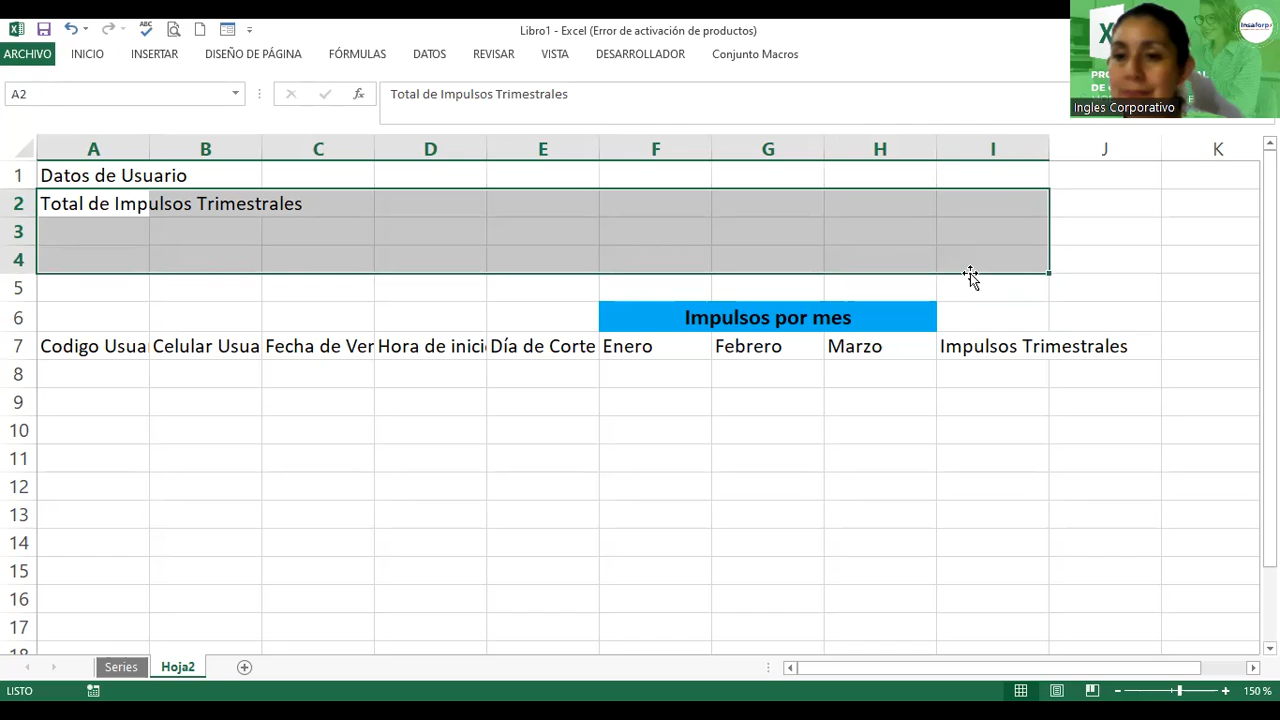 Libro1 - Excel (Error de activación de productos)
ARCHIVO INICIO INSERTAR DISEÑO DE PÁGINA FÓRMULAS DATOS REVISAR VISTA DESARROLLADOR Conjunto Macros
Insaforp
Ingles Corporativo
A2 fx Total de Impulsos Trimestrales
A B C D E F G H I J K
1 Datos de Usuario
2 Total de Impulsos Trimestrales
3
4
5
6 Impulsos por mes
7 Codigo Usua Celular Usua Fecha de Ver Hora de inici Día de Corte Enero Febrero Marzo Impulsos Trimestrales
8
9
10
11
12
13
14
15
16
17
Series Hoja2
LISTO 150 %